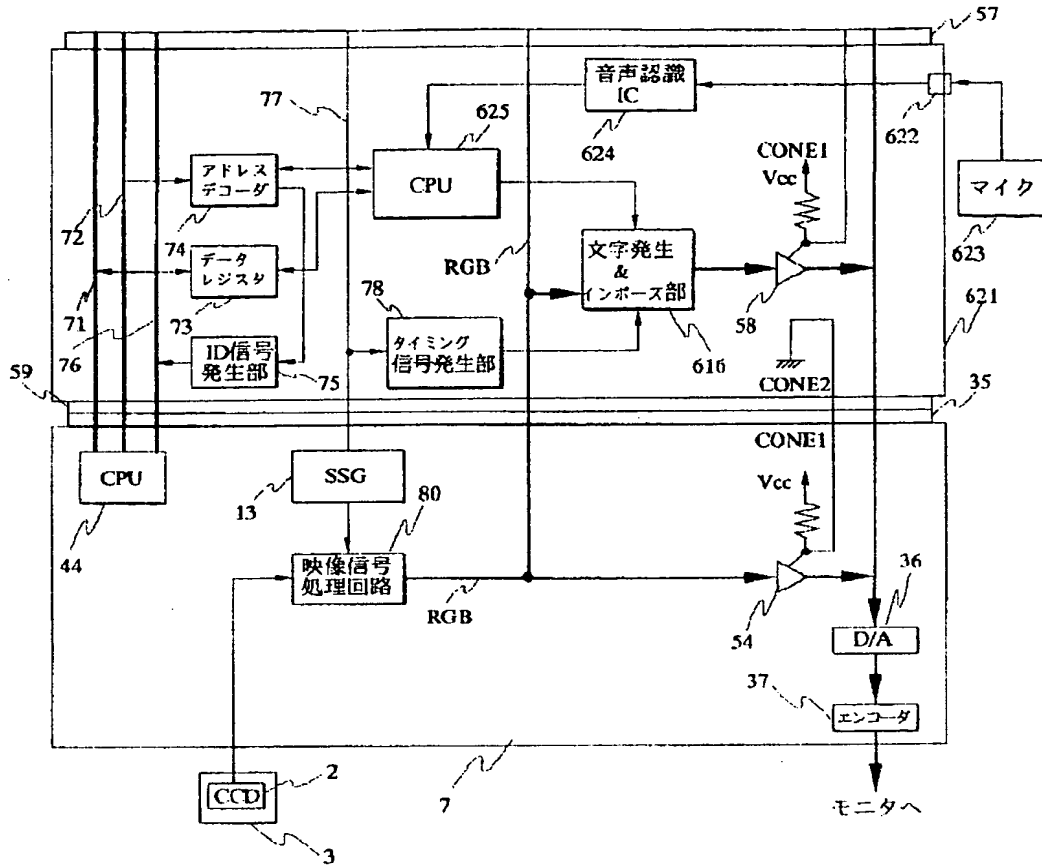 57
音声認識
IC
77
625
622
624
CONE1
Vcc
アドレス
デコーダ
CPU
マイク
72
74
RGB
文字発生
&
インポーズ部
623
データ
レジスタ
78
58
71
73
タイミング
信号発生部
621
76
ID信号
発生部
75
616
59
CONE2
35
CONE1
CPU
SSG
Vcc
13
80
44
映像信号
処理回路
36
RGB
54
D/A
37
エンコーダ
2
CCD
7
モニタへ
3